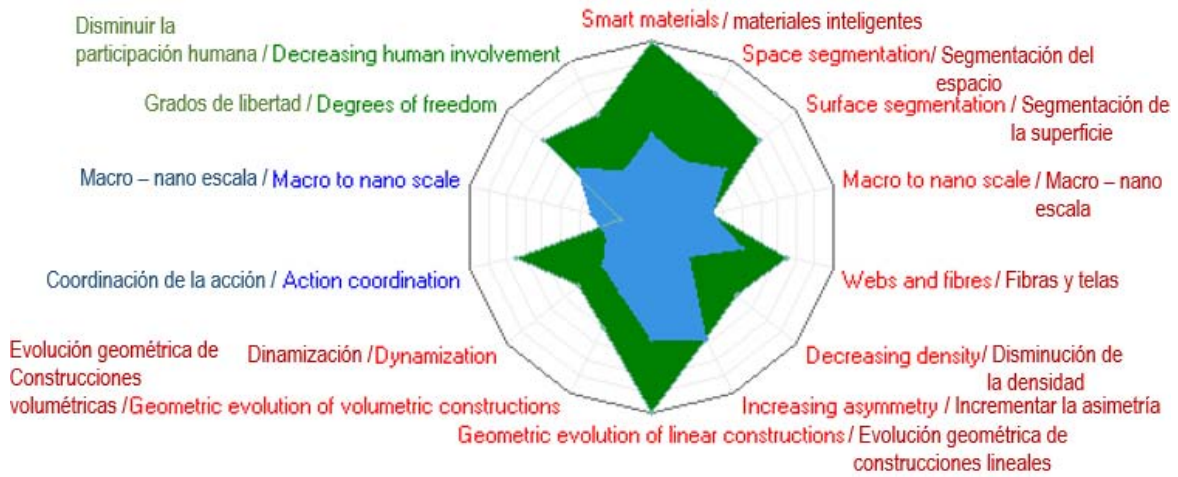 Smart materials / materiales inteligentes
Disminuir la
participación humana / Decreasing human involvement
Space segmentation / Segmentación del
espacio
Grados de libertad / Degrees of freedom
Surface segmentation / Segmentación de
la superficie
Macro – nano escala / Macro to nano scale
Macro to nano scale / Macro – nano
escala
Coordinación de la acción / Action coordination
Webs and fibres / Fibras y telas
Dinamización / Dynamization
Decreasing density / Disminución de
la densidad
Evolución geométrica de
Construcciones
volumétricas / Geometric evolution of volumetric constructions
Increasing asymmetry / Incrementar la asimetría
Geometric evolution of linear constructions / Evolución geométrica de
construcciones lineales